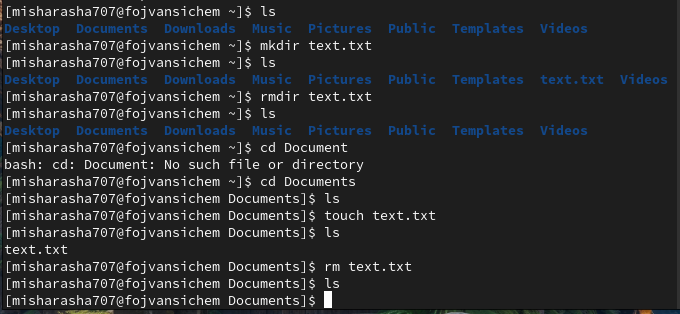 [misharasha707@fojvansichem ~]$ ls
Desktop  Documents  Downloads  Music  Pictures  Public  Templates  Videos
[misharasha707@fojvansichem ~]$ mkdir text.txt
[misharasha707@fojvansichem ~]$ ls
Desktop  Documents  Downloads  Music  Pictures  Public  Templates  text.txt  Videos
[misharasha707@fojvansichem ~]$ rmdir text.txt
[misharasha707@fojvansichem ~]$ ls
Desktop  Documents  Downloads  Music  Pictures  Public  Templates  Videos
[misharasha707@fojvansichem ~]$ cd Document
bash: cd: Document: No such file or directory
[misharasha707@fojvansichem ~]$ cd Documents
[misharasha707@fojvansichem Documents]$ ls
[misharasha707@fojvansichem Documents]$ touch text.txt
[misharasha707@fojvansichem Documents]$ ls
text.txt
[misharasha707@fojvansichem Documents]$ rm text.txt
[misharasha707@fojvansichem Documents]$ ls
[misharasha707@fojvansichem Documents]$